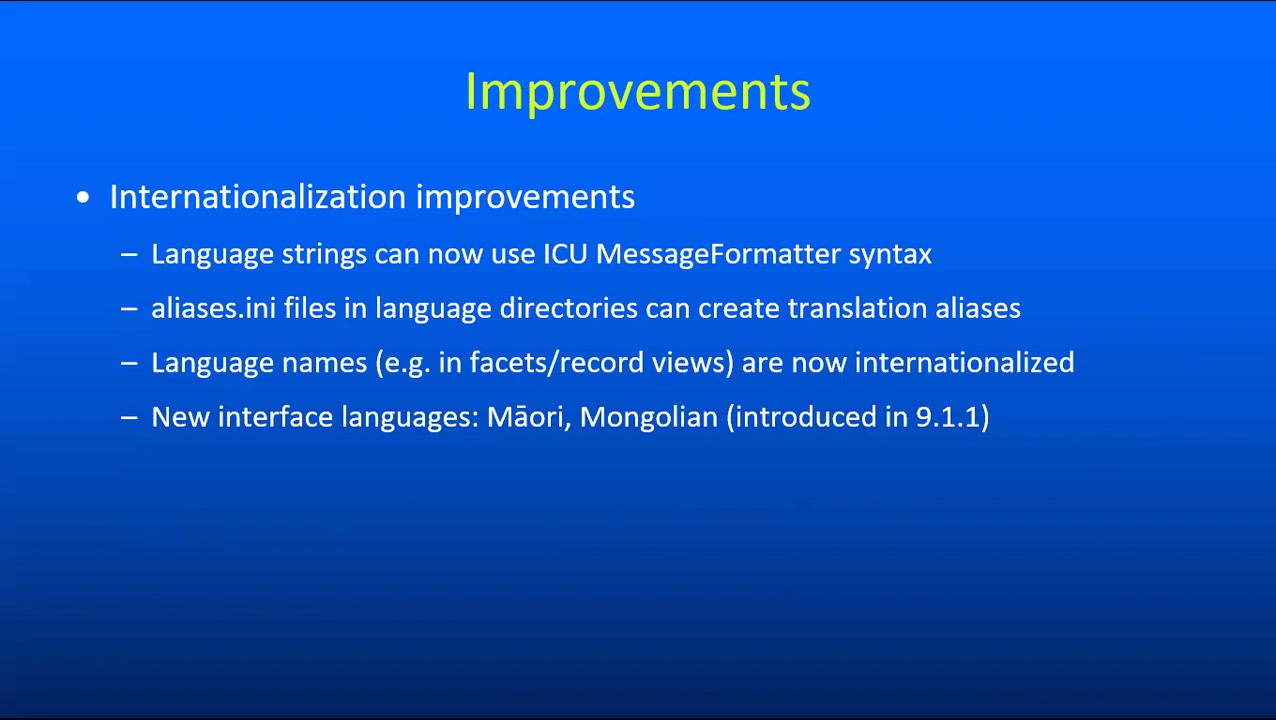 Improvements
• Internationalization improvements
– Language strings can now use ICU MessageFormatter syntax
– aliases.ini files in language directories can create translation aliases
– Language names (e.g. in facets/record views) are now internationalized
– New interface languages: Māori, Mongolian (introduced in 9.1.1)